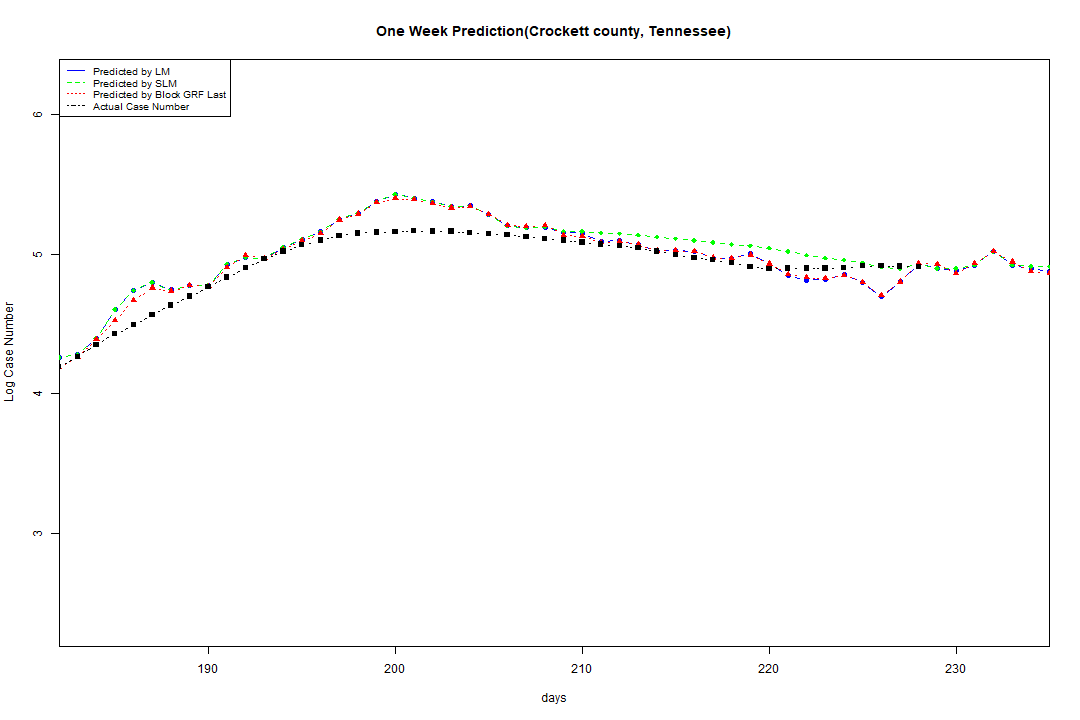 One Week Prediction(Crockett county, Tennessee)
Predicted by LM
Predicted by SLM
Predicted by Block GRF Last
Actual Case Number
6
5
4
3
Log Case Number
190 200 210 220 230
days